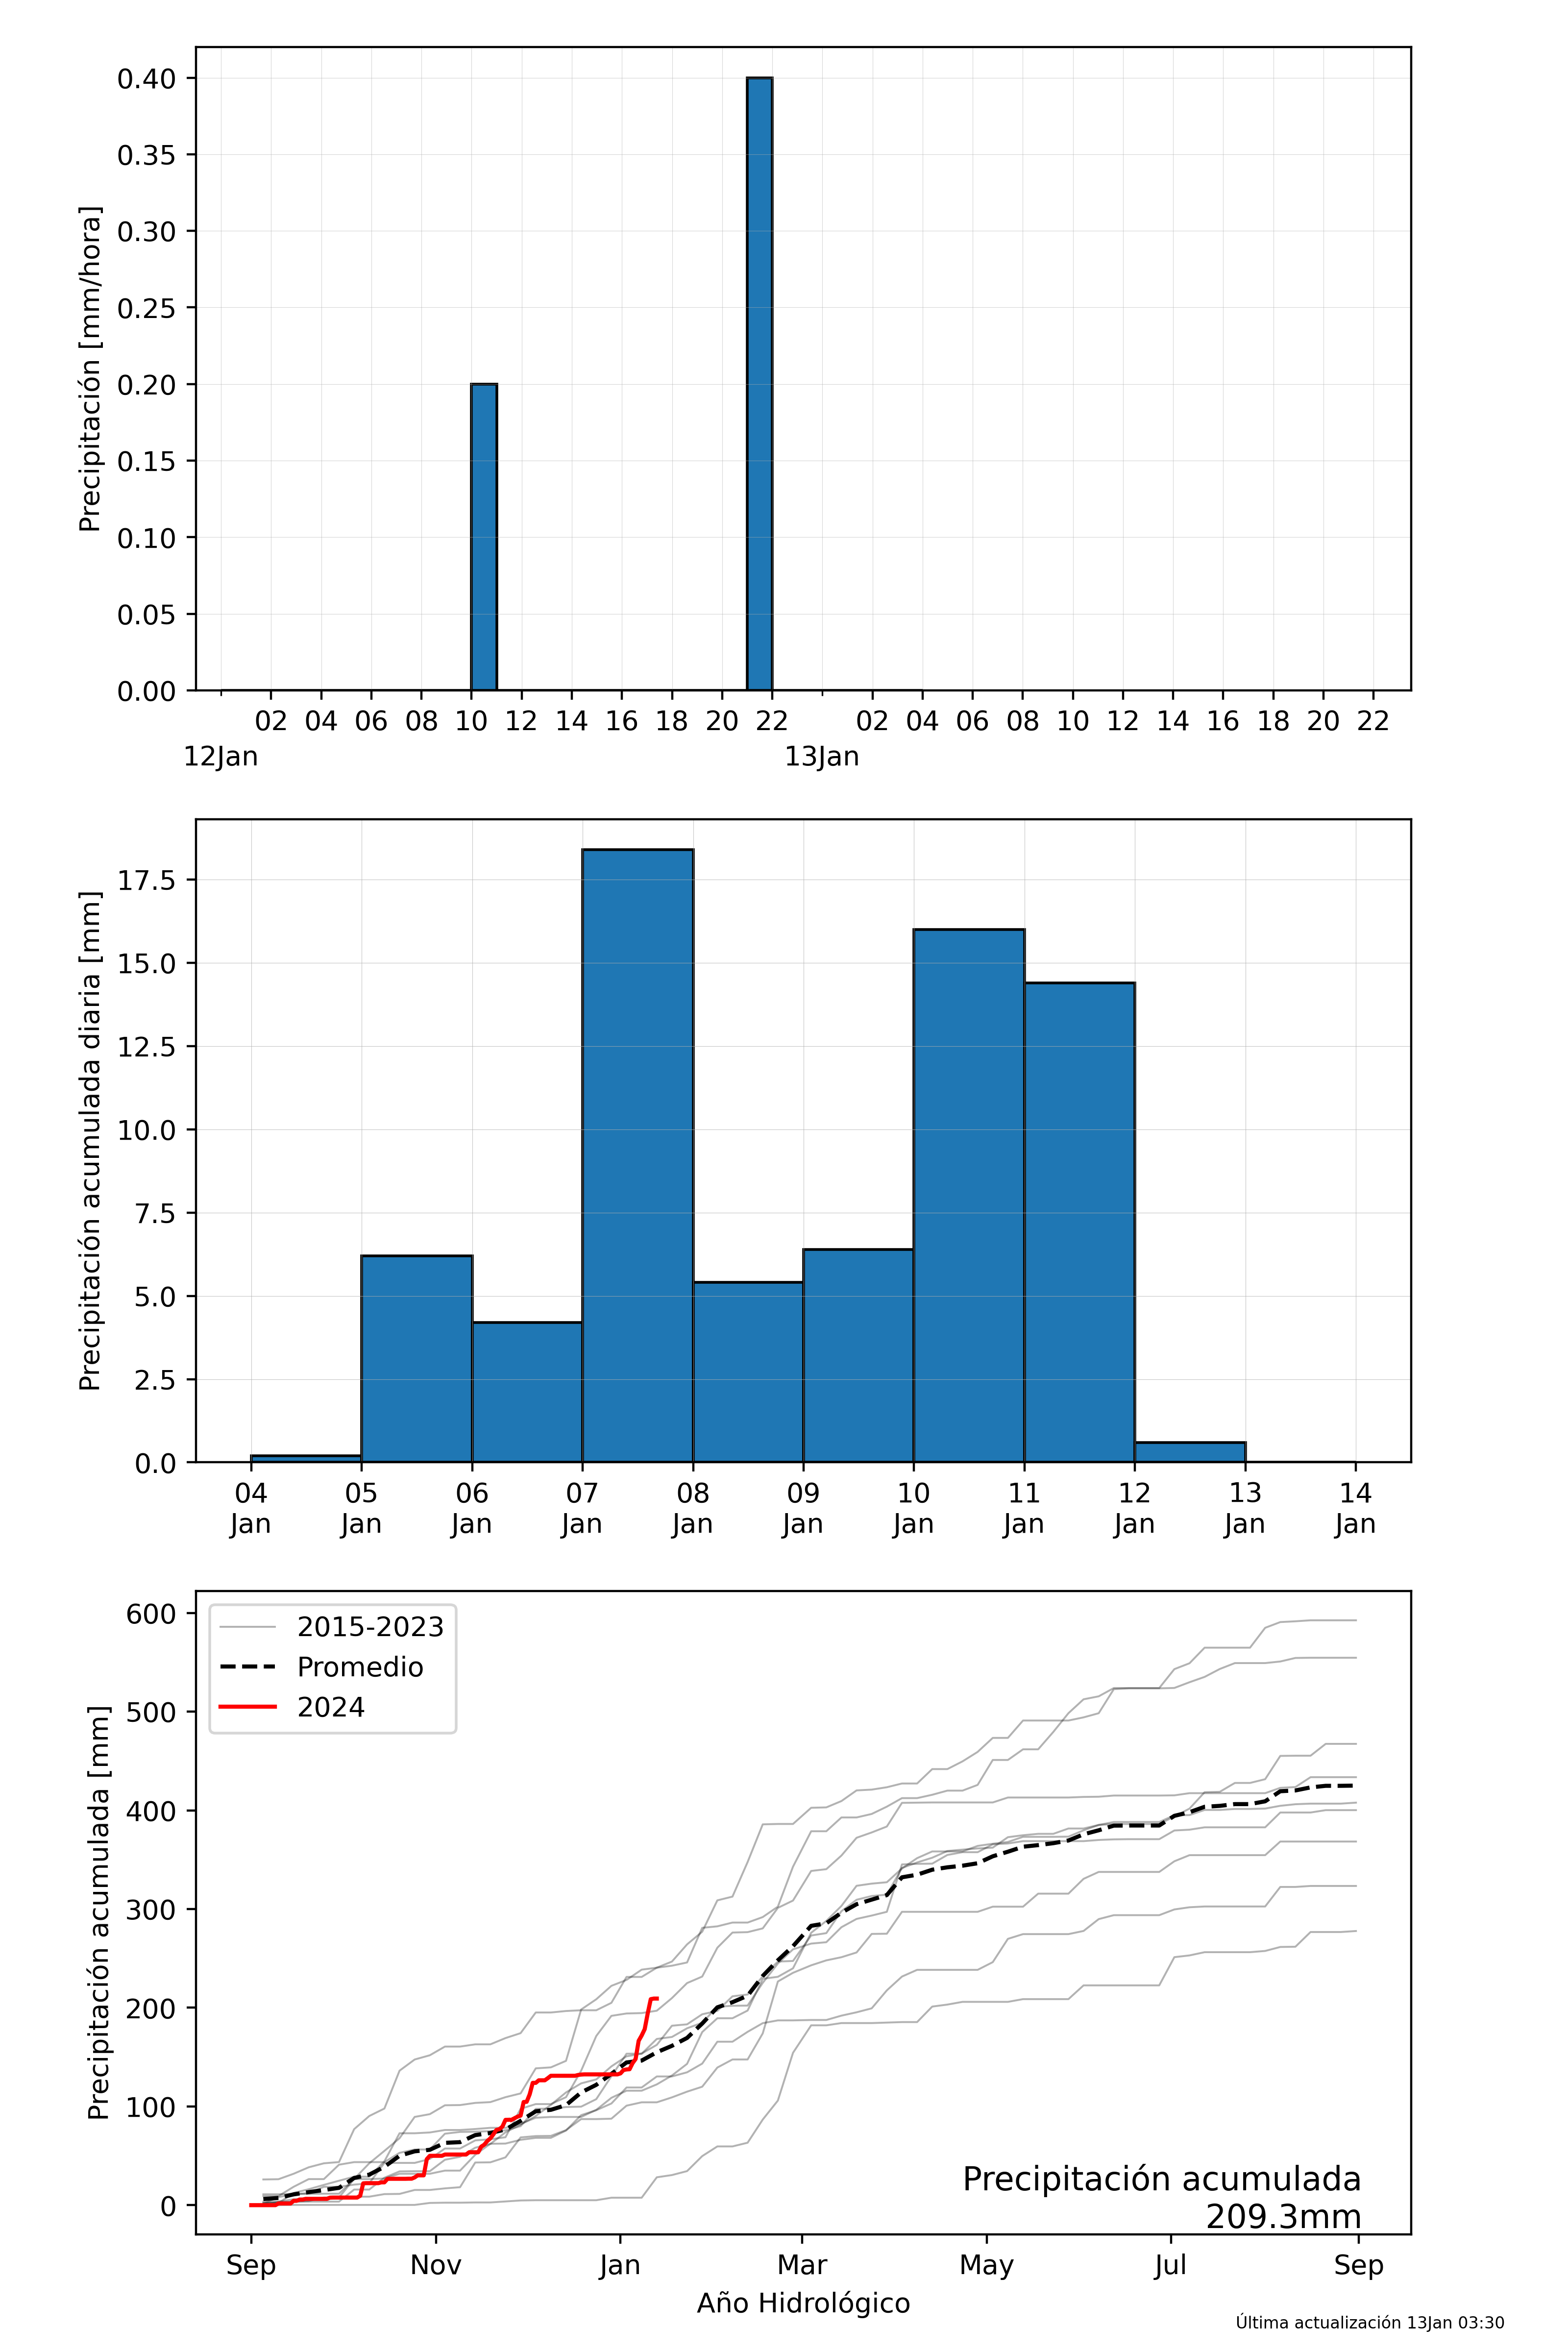 0.40
0.35
0.30
0.25
0.20
0.15
0.10
0.05
0.00
Precipitación [mm/hora]
02 04 06 08 10 12 14 16 18 20 22 02 04 06 08 10 12 14 16 18 20 22
12Jan 13Jan
17.5
15.0
12.5
10.0
7.5
5.0
2.5
0.0
Precipitación acumulada diaria [mm]
04 05 06 07 08 09 10 11 12 13 14
Jan Jan Jan Jan Jan Jan Jan Jan Jan Jan Jan
600
500
400
300
200
100
0
Precipitación acumulada [mm]
2015-2023
Promedio
2024
Precipitación acumulada
209.3mm
Sep Nov Jan Mar May Jul Sep
Año Hidrológico
Última actualización 13Jan 03:30